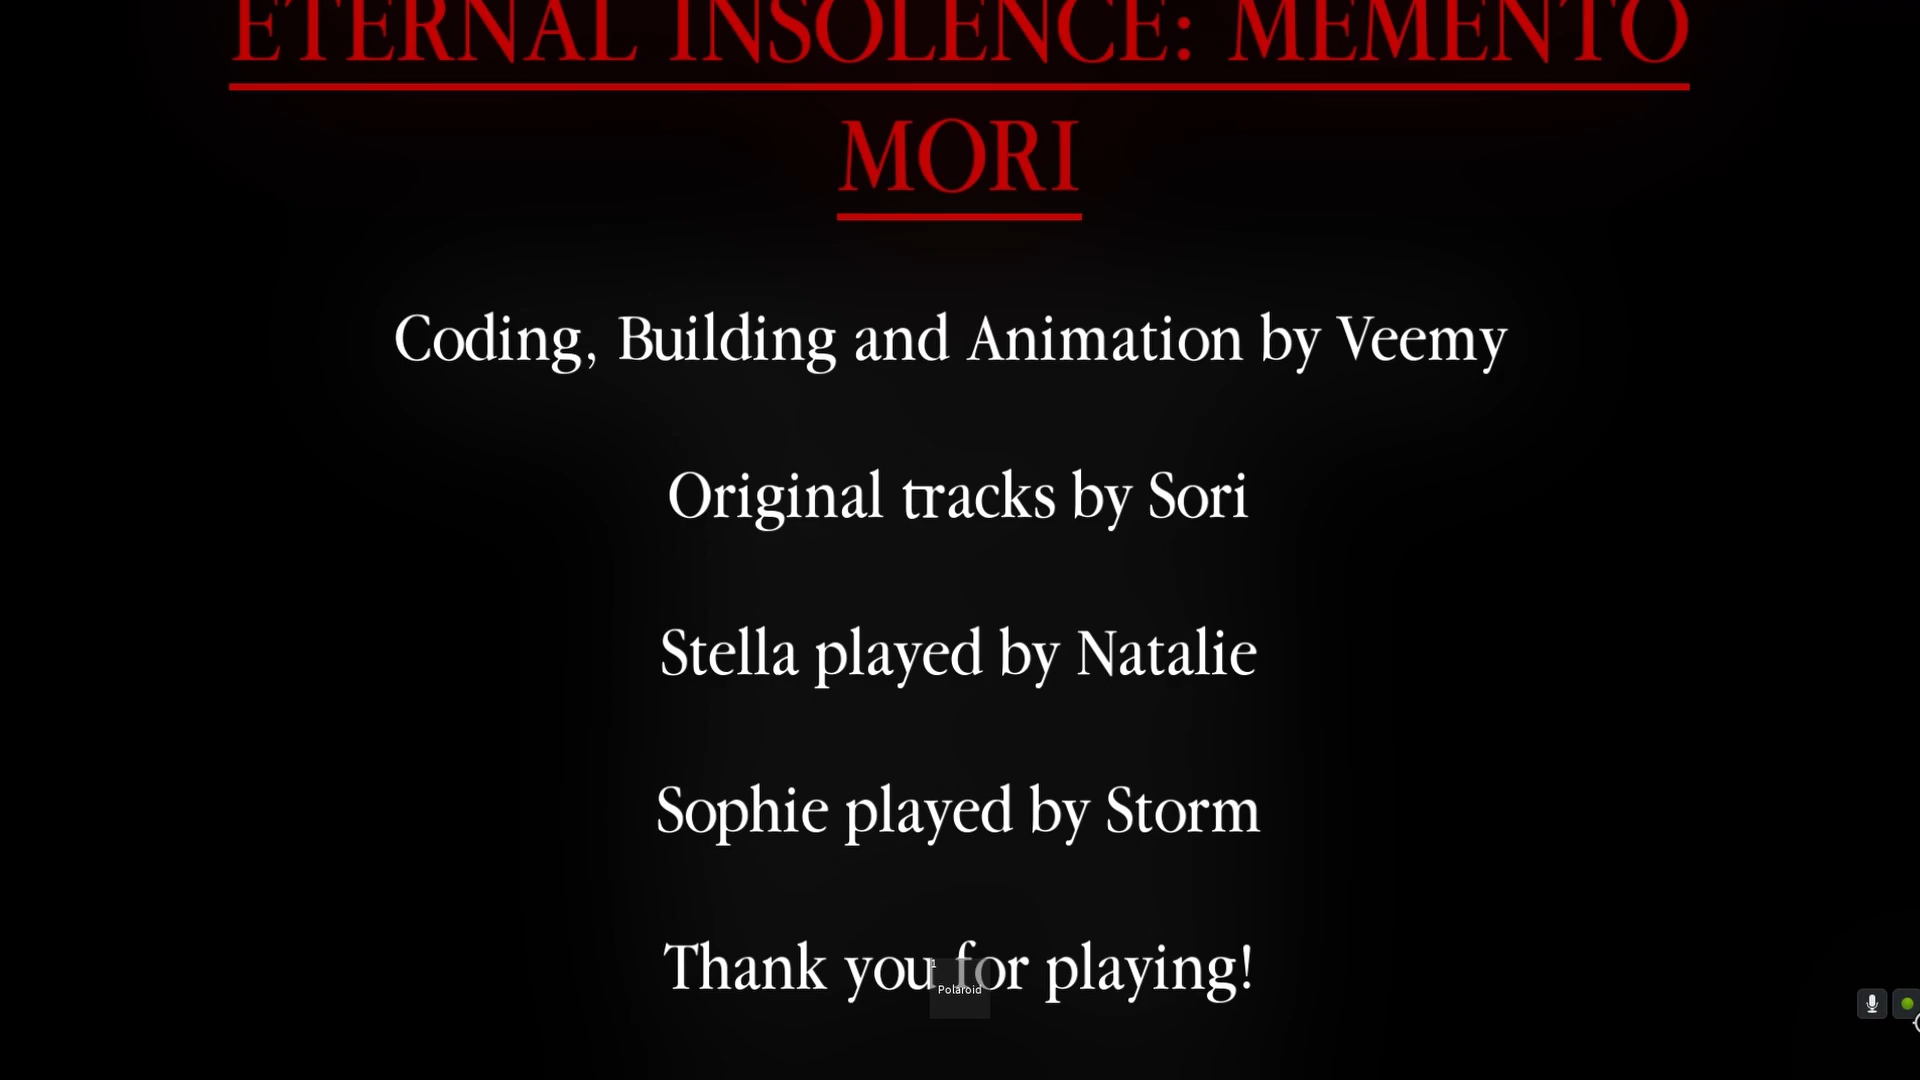 ETERNAL INSOLENCE: MEMENTO
MORI
Coding, Building and Animation by Veemy
Original tracks by Sori
Stella played by Natalie
Sophie played by Storm
Thank you for playing!
1
Polaroid